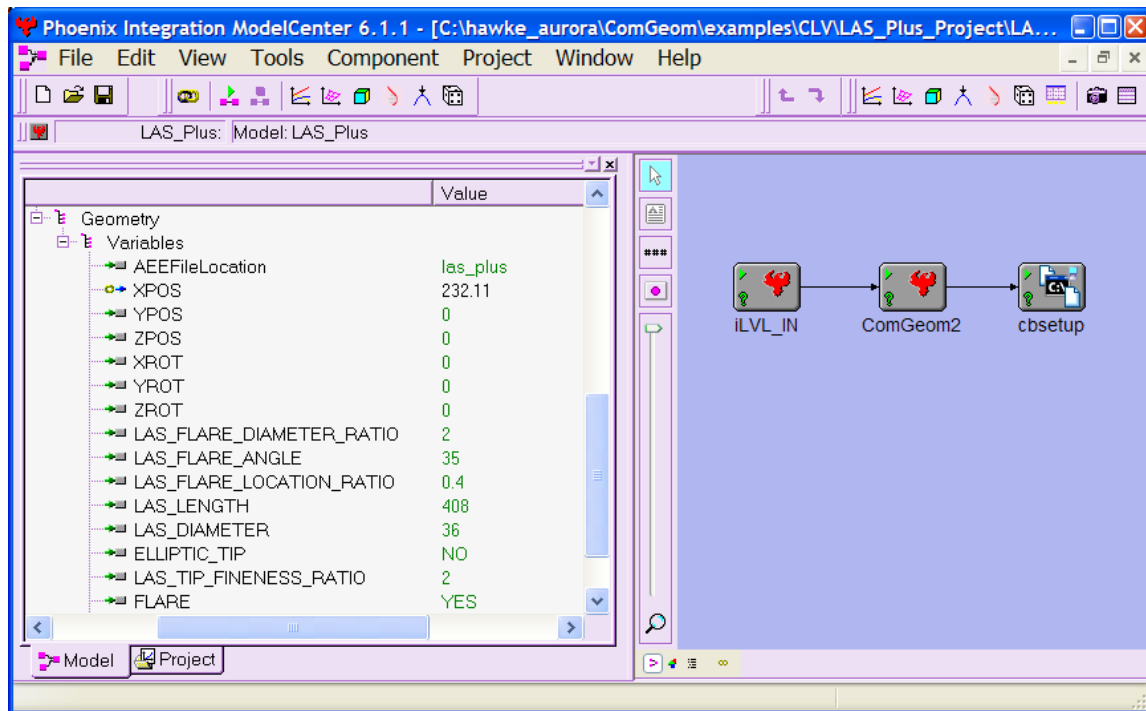 Phoenix Integration ModelCenter 6.1.1 - [C:\hawke_aurora\ComGeom\examples\CLV\LAS_Plus_Project\LA...
File Edit View Tools Component Project Window Help
LAS_Plus: Model: LAS_Plus
Value
Geometry
Variables
AEEFileLocation las_plus
XPOS 232.11
YPOS 0
ZPOS 0
XROT 0
YROT 0
ZROT 0
LAS_FLARE_DIAMETER_RATIO 2
LAS_FLARE_ANGLE 35
LAS_FLARE_LOCATION_RATIO 0.4
LAS_LENGTH 408
LAS_DIAMETER 36
ELLIPTIC_TIP NO
LAS_TIP_FINENESS_RATIO 2
FLARE YES
Model Project
###
iLVL_IN ComGeom2 cbsetup
C:\